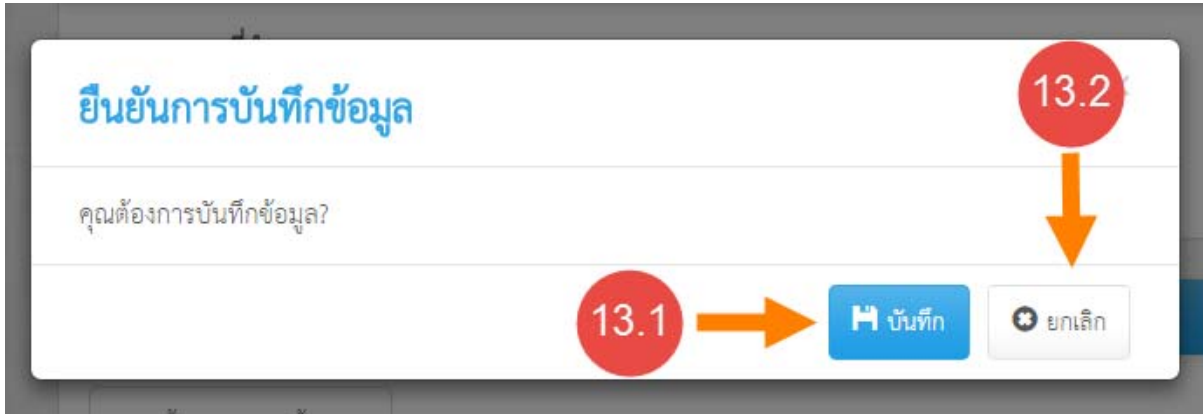 ยืนยันการบันทึกข้อมูล
13.2
คุณต้องการบันทึกข้อมูล?
13.1
บันทึก
ยกเลิก